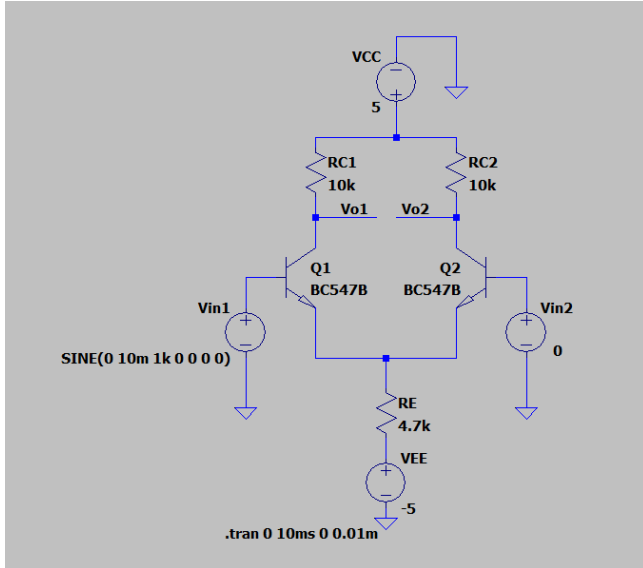 VCC
5
RC1
10k
RC2
10k
Vo1
Vo2
Q1
BC547B
Q2
BC547B
Vin1
SINE(0 10m 1k 0 0 0 0)
Vin2
0
RE
4.7k
VEE
-5
.tran 0 10ms 0 0.01m